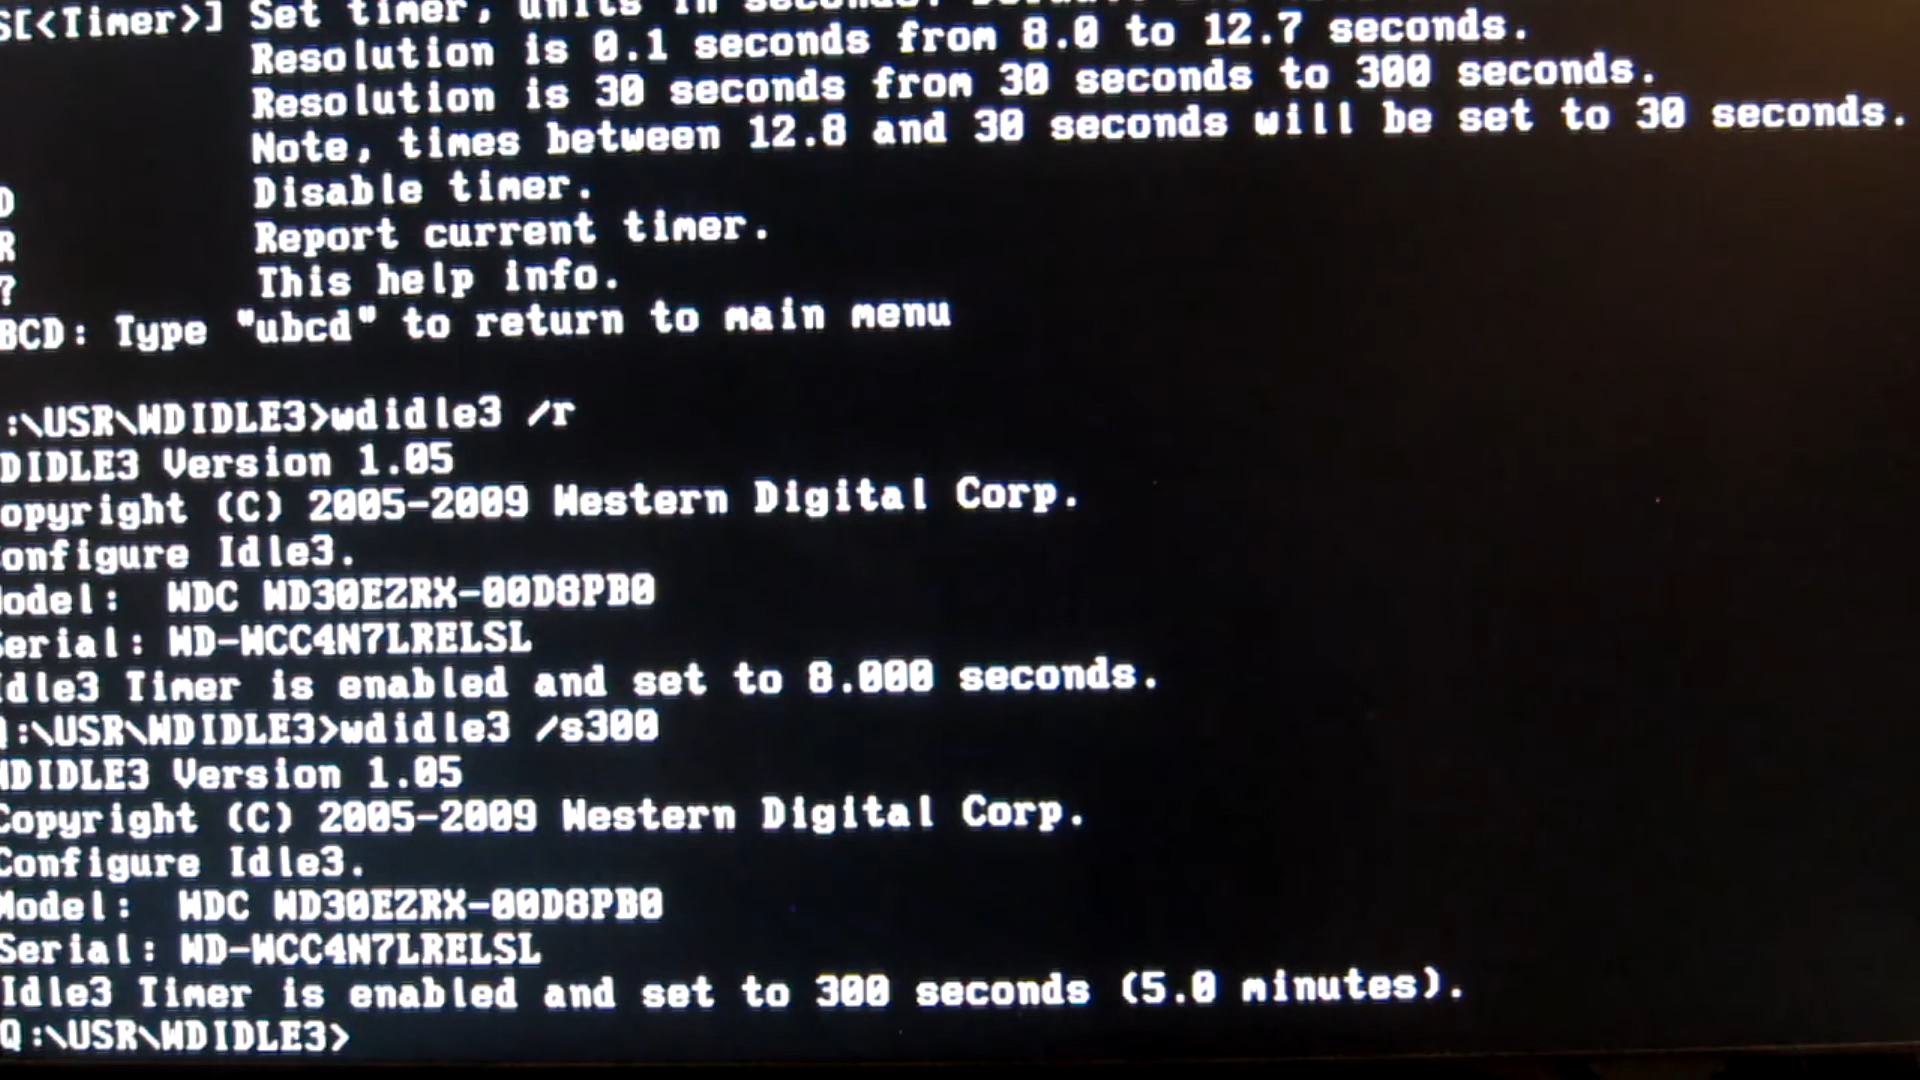 S[<Timer>] Set timer, units in seconds.
Resolution is 0.1 seconds from 8.0 to 12.7 seconds.
Resolution is 30 seconds from 30 seconds to 300 seconds.
Note, times between 12.8 and 30 seconds will be set to 30 seconds.
D Disable timer.
R Report current timer.
? This help info.
BCD: Type "ubcd" to return to main menu
:\USR\WDIDLE3>wdidle3 /r
DIDLE3 Version 1.05
opyright (C) 2005-2009 Western Digital Corp.
onfigure Idle3.
odel: WDC WD30EZRX-00D8PB0
Serial: WD-WCC4N7LRELSL
Idle3 Timer is enabled and set to 8.000 seconds.
Q:\USR\WDIDLE3>wdidle3 /s300
WDIDLE3 Version 1.05
Copyright (C) 2005-2009 Western Digital Corp.
Configure Idle3.
Model: WDC WD30EZRX-00D8PB0
Serial: WD-WCC4N7LRELSL
Idle3 Timer is enabled and set to 300 seconds (5.0 minutes).
Q:\USR\WDIDLE3>